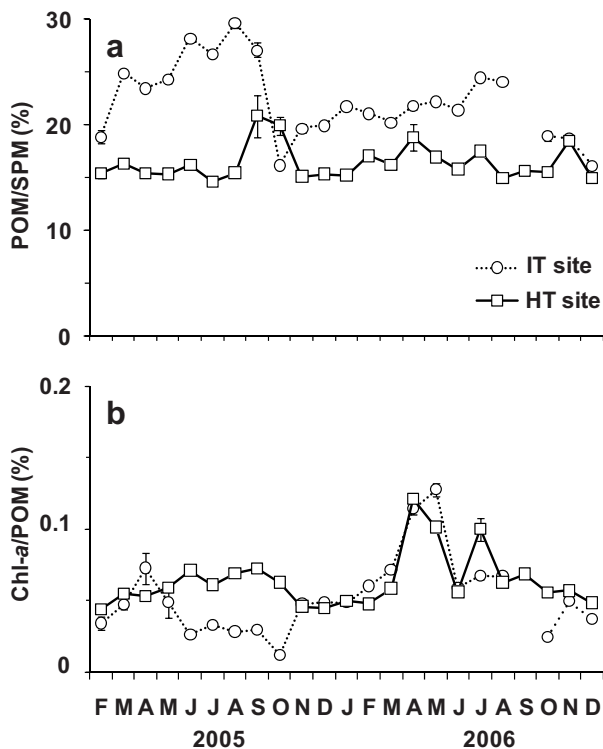 a
30
20
10
0
POM/SPM (%)
IT site
HT site
b
0.2
0.1
0
Chl-a/POM (%)
F M A M J J A S O N D J F M A M J J A S O N D
2005 2006